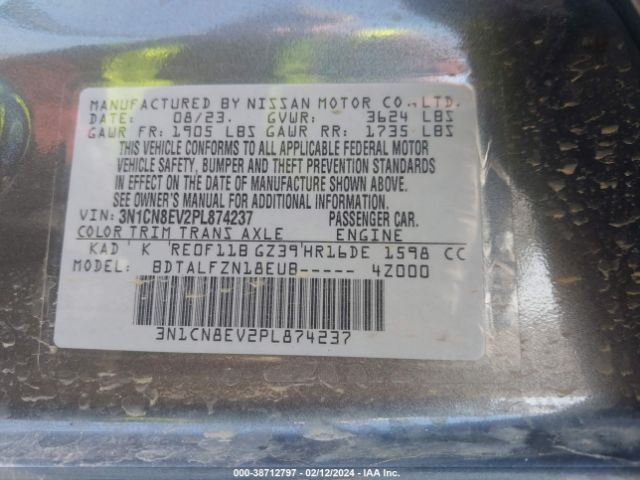 MANUFACTURED BY NISSAN MOTOR CO., LTD.
DATE: 08/23. GVWR: 3624 LBS
GAWR FR: 1905 LBS GAWR RR: 1735 LBS
THIS VEHICLE CONFORMS TO ALL APPLICABLE FEDERAL MOTOR
VEHICLE SAFETY, BUMPER AND THEFT PREVENTION STANDARDS
IN EFFECT ON THE DATE OF MANUFACTURE SHOWN ABOVE.
SEE OWNER'S MANUAL FOR ADDITIONAL INFORMATION.
VIN: 3N1CN8EV2PL874237 PASSENGER CAR.
COLOR TRIM TRANS AXLE ENGINE
KAD K RE0F11B GZ39 HR16DE 1598 CC
MODEL: BDTALFZN18EUB----- 4Z000
3N1CN8EV2PL874237
000-38712797 - 02/12/2024 - IAA Inc.